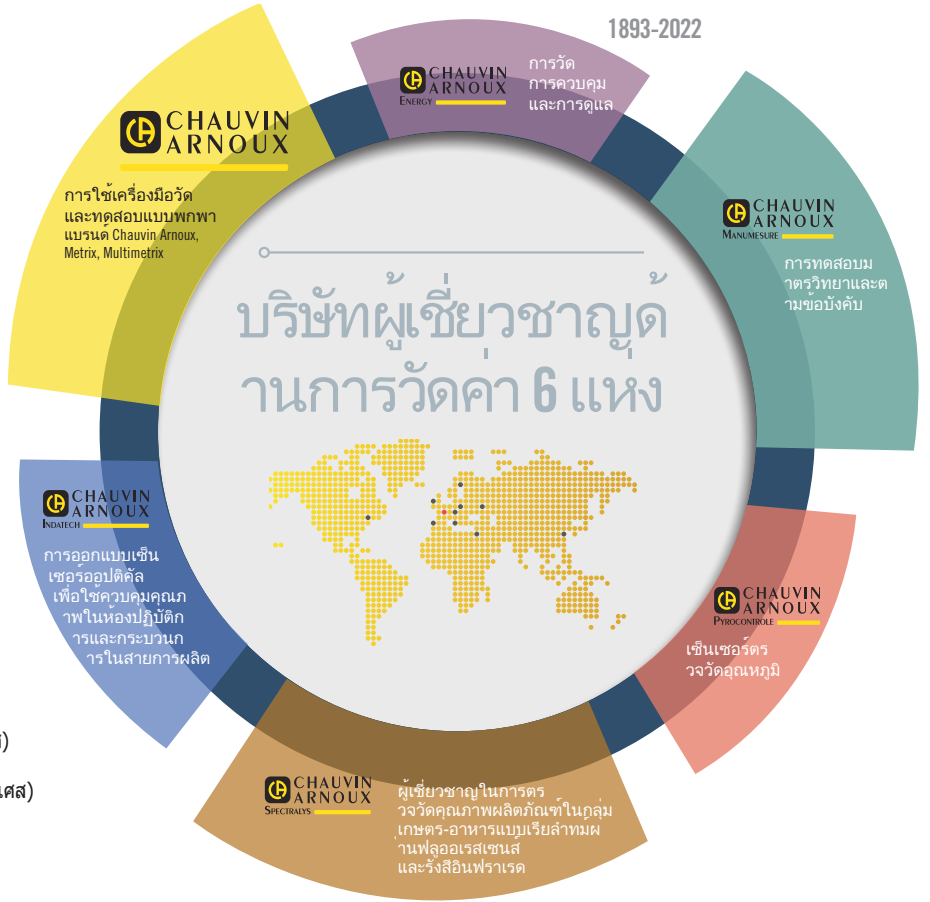 1893-2022
CHAUVIN
ARNOUX
ENERGY
การวัด
การควบคุม
และการดูแล
CHAUVIN
ARNOUX
การใช้เครื่องมือวัด
และทดสอบแบบพกพา
แบรนด์ Chauvin Arnoux,
Metrix, Multimetrix
CHAUVIN
ARNOUX
MANUMESURE
การทดสอบม
าตรวิทยาและต
ามข้อบังคับ
บริษัทผู้เชี่ยวชาญด้
านการวัดค่า 6 แห่ง
CHAUVIN
ARNOUX
INDATECH
การออกแบบเซ็น
เซอร์ออปติคัล
เพื่อใช้ควบคุมคุณภ
าพในห้องปฏิบัติก
ารและกระบวนก
ารในสายการผลิต
CHAUVIN
ARNOUX
PYROCONTROLE
เซ็นเซอร์ตร
วจวัดอุณหภูมิ
CHAUVIN
ARNOUX
SPECTRALYS
ผู้เชี่ยวชาญในการตร
วจวัดคุณภาพผลิตภัณฑ์ในกลุ่ม
เกษตร-อาหารแบบเรียลำทมผ
่านฟลูออเรสเซนส์
และรังสีอินฟราเรด
เศส)